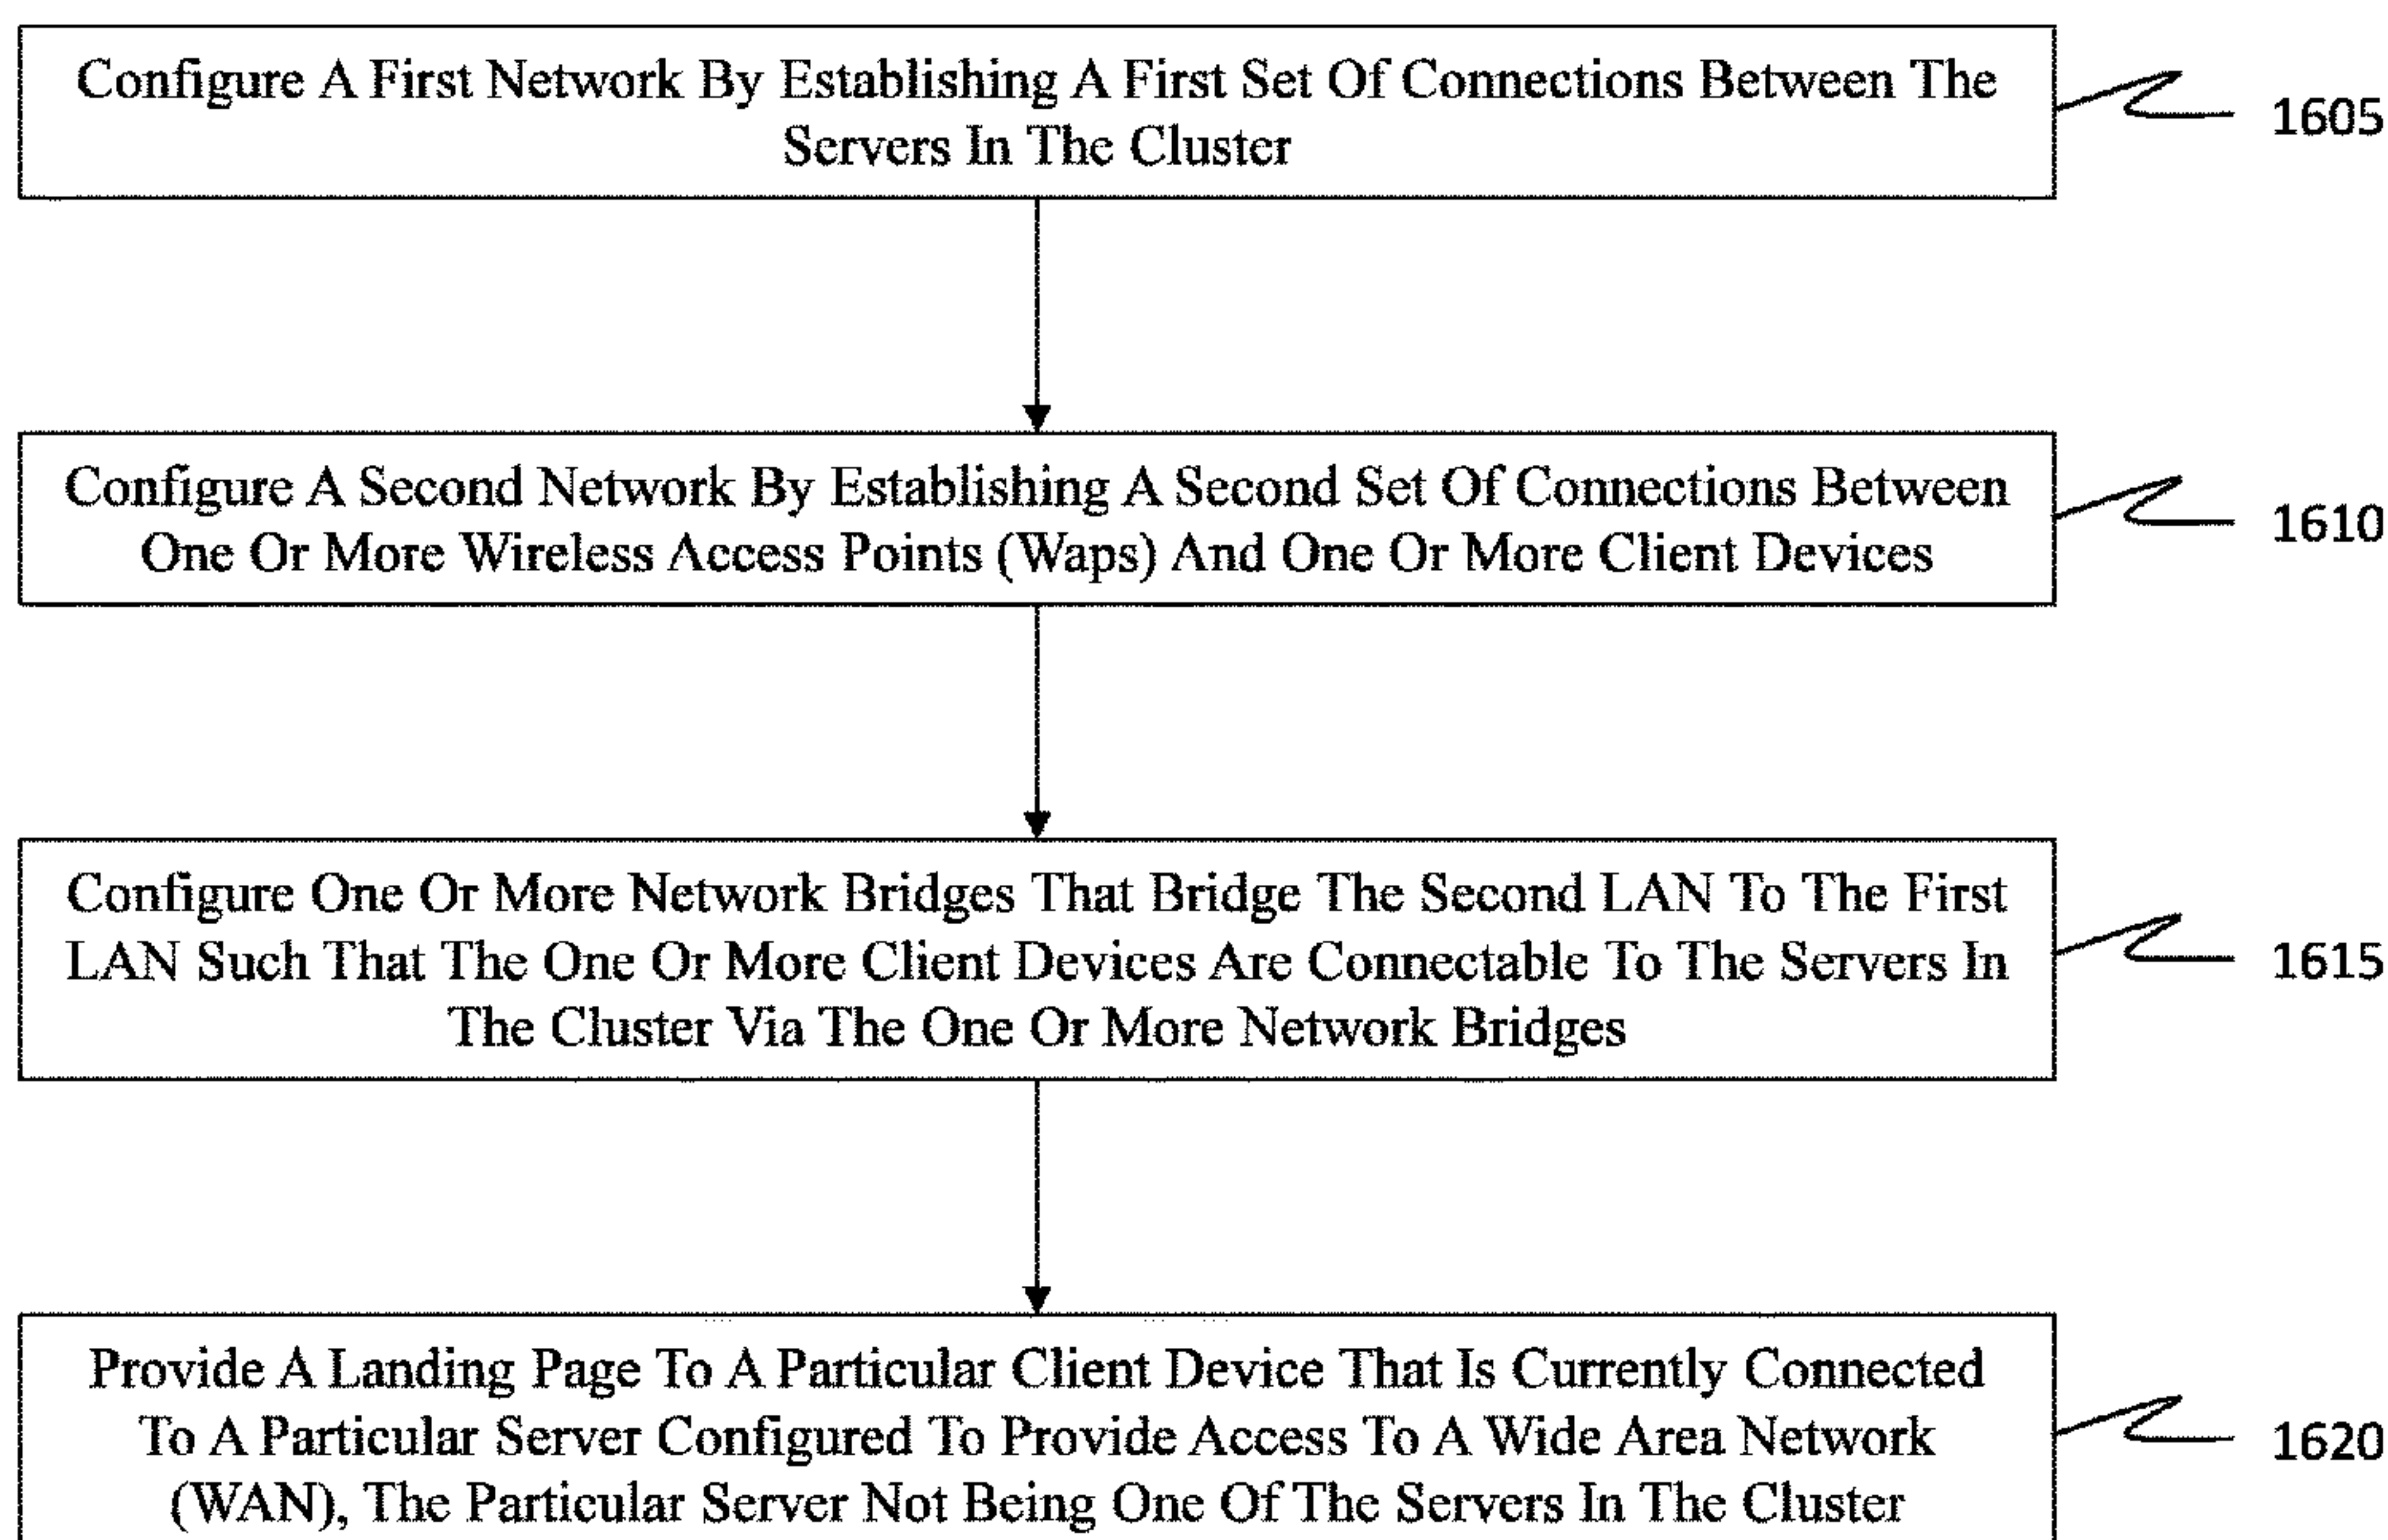 Configure A First Network By Establishing A First Set Of Connections Between The
Servers In The Cluster
1605
Configure A Second Network By Establishing A Second Set Of Connections Between
One Or More Wireless Access Points (Waps) And One Or More Client Devices
1610
Configure One Or More Network Bridges That Bridge The Second LAN To The First
LAN Such That The One Or More Client Devices Are Connectable To The Servers In
The Cluster Via The One Or More Network Bridges
1615
Provide A Landing Page To A Particular Client Device That Is Currently Connected
To A Particular Server Configured To Provide Access To A Wide Area Network
(WAN), The Particular Server Not Being One Of The Servers In The Cluster
1620